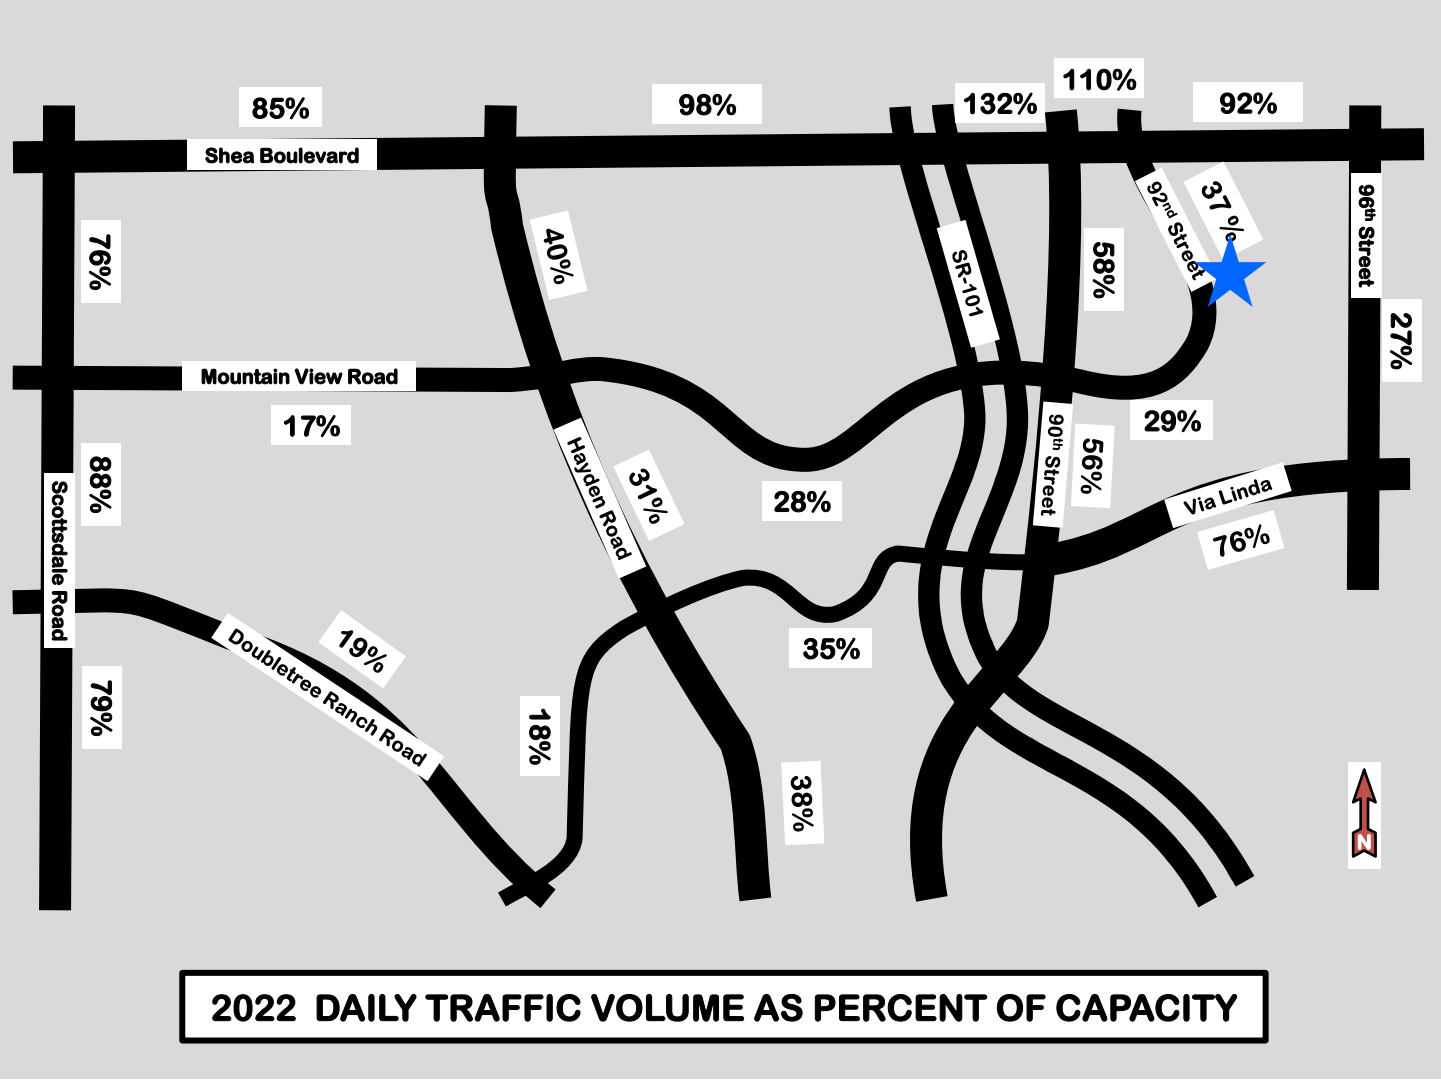 110%
85%
98%
132%
92%
Shea Boulevard
37 %
92nd Street
96th Street
76%
40%
SR-101
58%
27%
Mountain View Road
17%
29%
88%
Hayden Road
31%
28%
90th Street
56%
Via Linda
76%
Scottsdale Road
19%
Doubletree Ranch Road
35%
79%
18%
38%
N
2022 DAILY TRAFFIC VOLUME AS PERCENT OF CAPACITY